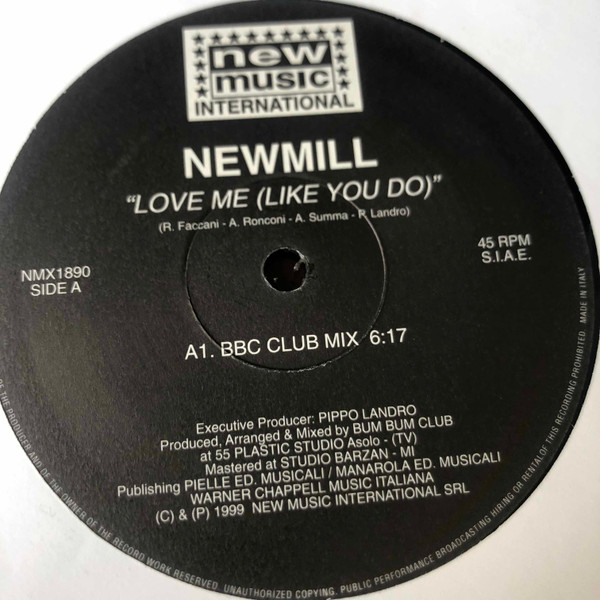 new
music
INTERNATIONAL
NEWMILL
“LOVE ME (LIKE YOU DO)”
(R. Faccani - A. Ronconi - A. Summa - P. Landro)
NMX1890
SIDE A
45 RPM
S.I.A.E.
A1. BBC CLUB MIX 6:17
Executive Producer: PIPPO LANDRO
Produced, Arranged & Mixed by BUM BUM CLUB
at 55 PLASTIC STUDIO Asolo - (TV)
Mastered at STUDIO BARZAN - MI
Publishing PIELLE ED. MUSICALI / MANAROLA ED. MUSICALI
WARNER CHAPPELL MUSIC ITALIANA
(C) & (P) 1999 NEW MUSIC INTERNATIONAL SRL
OF THE PRODUCER AND OF THE OWNER OF THE RECORD WORK RESERVED. UNAUTHORIZED COPYING. PUBLIC PERFORMANCE BROADCASTING HIRING OR RENTALOF THIS RECORDING PROHIBITED. MADE IN ITALY